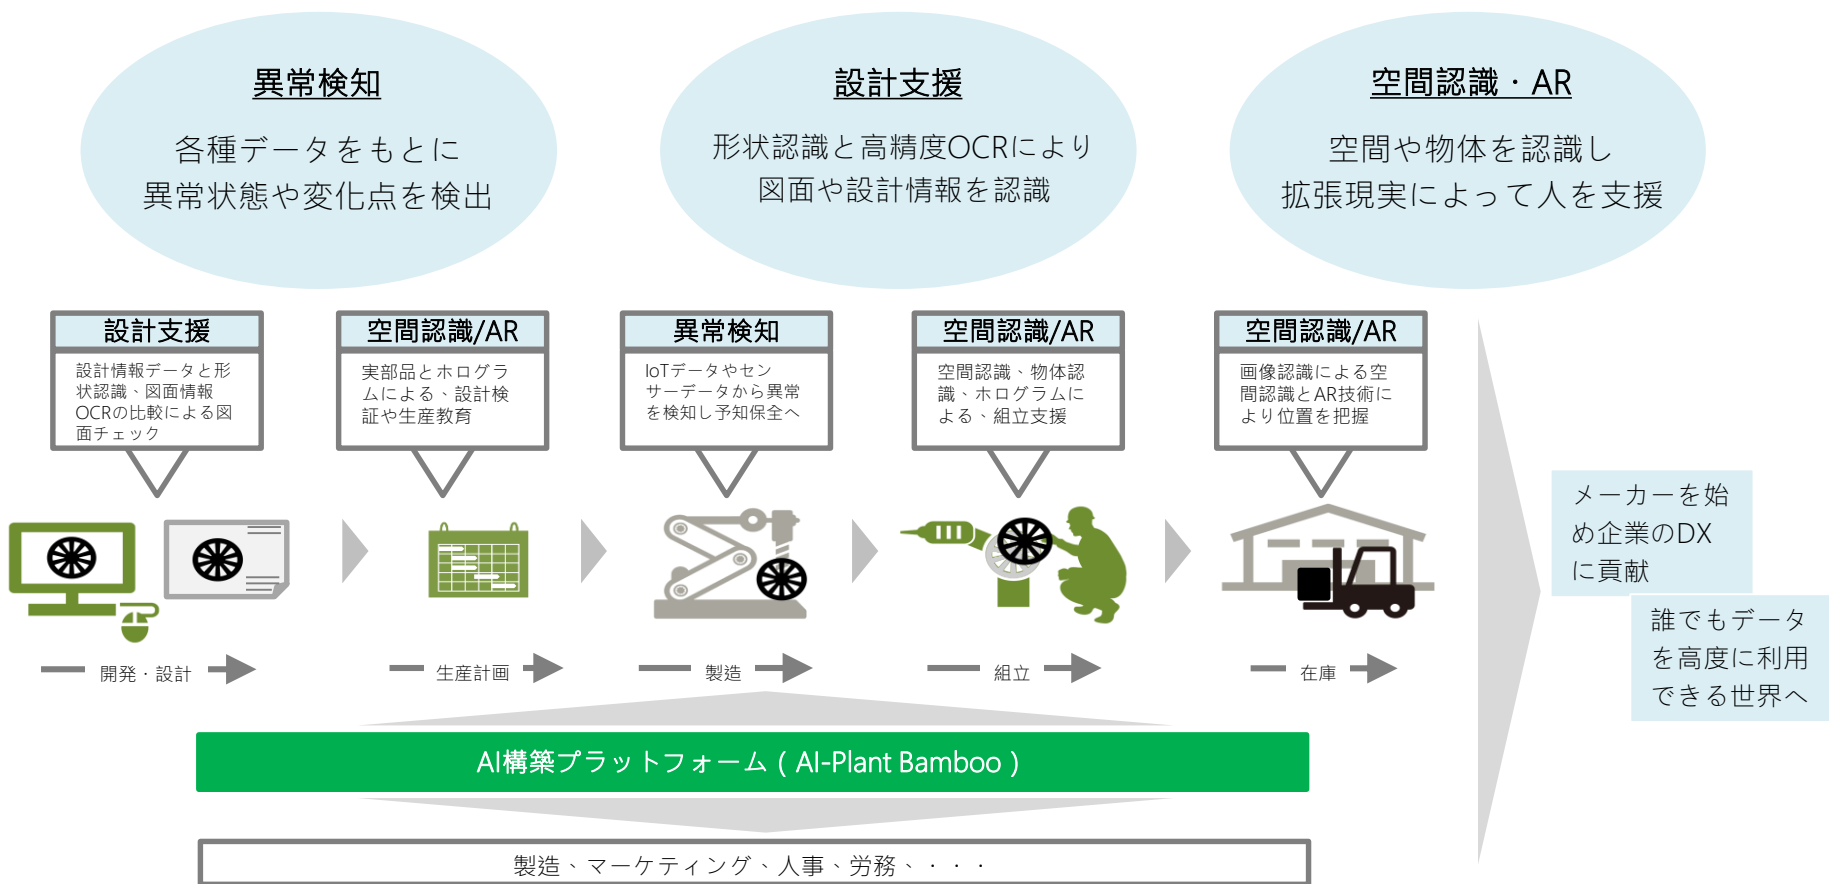 異常検知
各種データをもとに
異常状態や変化点を検出
設計支援
形状認識と高精度OCRにより
図面や設計情報を認識
空間認識・AR
空間や物体を認識し
拡張現実によって人を支援
設計支援
設計情報データと形
状認識、図面情報
OCRの比較による図
面チェック
空間認識/AR
実部品とホログラ
ムによる、設計検
証や生産教育
異常検知
IoTデータやセン
サーデータから異常
を検知し予知保全へ
空間認識/AR
空間認識、物体認
識、ホログラムに
よる、組立支援
空間認識/AR
画像認識による空
間認識とAR技術に
より位置を把握
開発・設計
生産計画
製造
組立
在庫
メーカーを始
め企業のDX
に貢献
誰でもデータ
を高度に利用
できる世界へ
AI構築プラットフォーム（AI-Plant Bamboo）
製造、マーケティング、人事、労務、・・・